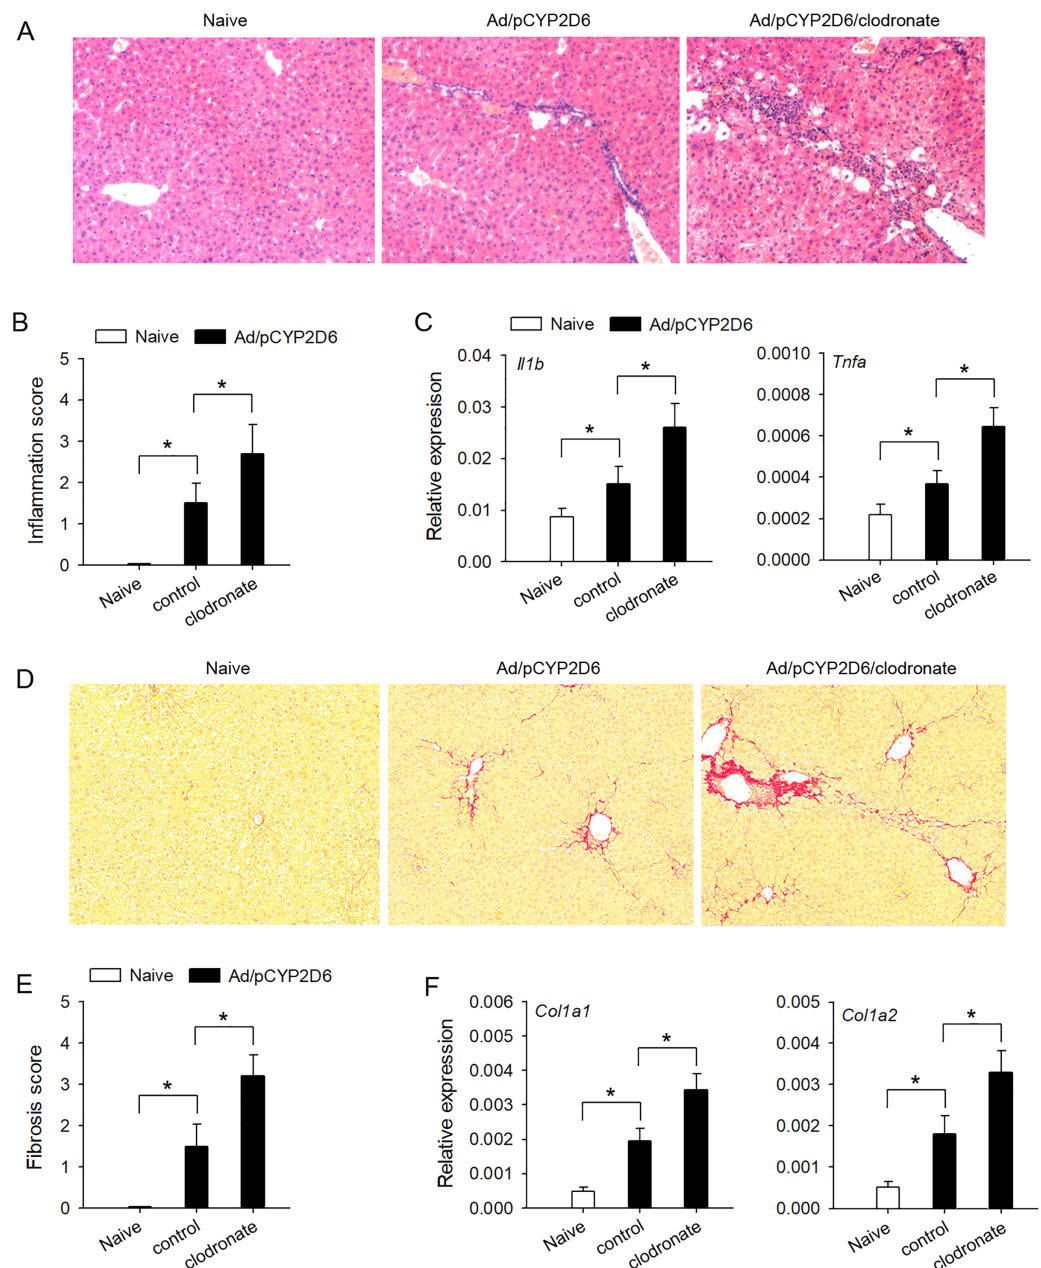 A
Naive
Ad/pCYP2D6
Ad/pCYP2D6/clodronate
B
Naive
Ad/pCYP2D6
Inflammation score
5
4
3
2
1
0
*
*
Naive
control
clodronate
C
Naive
Ad/pCYP2D6
Relative expresison
Il1b
0.04
0.03
0.02
0.01
0.00
*
*
Naive
control
clodronate
Tnfa
0.0010
0.0008
0.0006
0.0004
0.0002
0.0000
*
*
Naive
control
clodronate
D
Naive
Ad/pCYP2D6
Ad/pCYP2D6/clodronate
E
Naive
Ad/pCYP2D6
Fibrosis score
5
4
3
2
1
0
*
*
Naive
control
clodronate
F
Relative expression
Col1a1
0.006
0.005
0.004
0.003
0.002
0.001
0.000
*
*
Naive
control
clodronate
Col1a2
0.005
0.004
0.003
0.002
0.001
0.000
*
*
Naive
control
clodronate